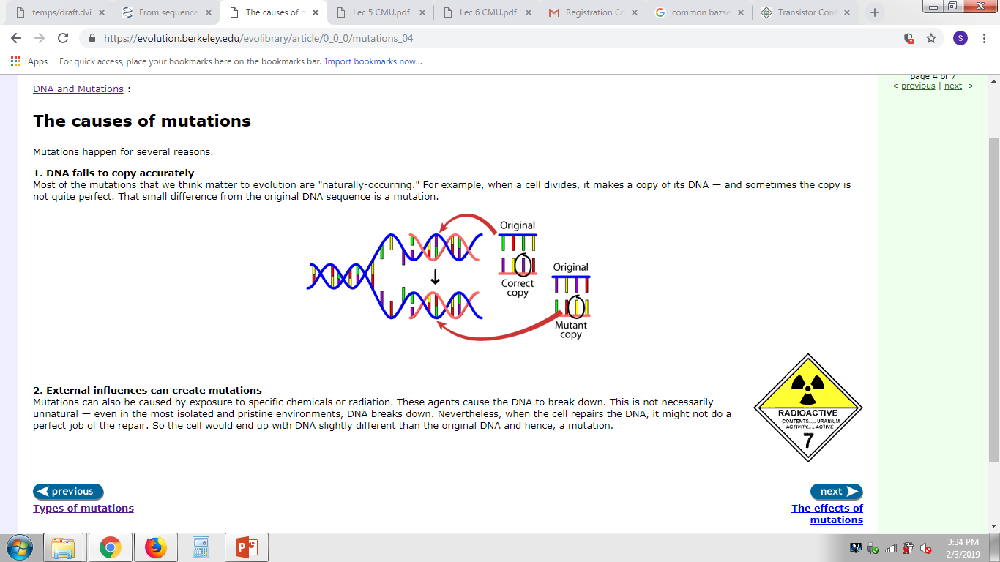 temps/draft.dvi
From sequence
The causes of m
Lec 5 CMU.pdf
Lec 6 CMU.pdf
Registration Co
common bazse
Transistor Cont
https://evolution.berkeley.edu/evolibrary/article/0_0_0/mutations_04
S
Apps For quick access, place your bookmarks here on the bookmarks bar. Import bookmarks now...
page 4 of 7
< previous | next >
DNA and Mutations :
The causes of mutations
Mutations happen for several reasons.
1. DNA fails to copy accurately
Most of the mutations that we think matter to evolution are "naturally-occurring." For example, when a cell divides, it makes a copy of its DNA — and sometimes the copy is
not quite perfect. That small difference from the original DNA sequence is a mutation.
Original
Correct
copy
Original
Mutant
copy
2. External influences can create mutations
Mutations can also be caused by exposure to specific chemicals or radiation. These agents cause the DNA to break down. This is not necessarily
unnatural — even in the most isolated and pristine environments, DNA breaks down. Nevertheless, when the cell repairs the DNA, it might not do a
perfect job of the repair. So the cell would end up with DNA slightly different than the original DNA and hence, a mutation.
RADIOACTIVE
CONTENTS.... URANIUM
ACTIVITY.... ACTIVE
7
previous
Types of mutations
next
The effects of
mutations
3:34 PM
2/3/2019